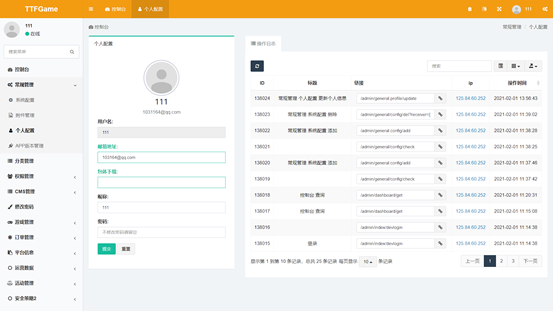 TTFGame
控制台
个人配置
111
111
在线
控制台
常规管理
个人配置
搜索菜单
控制台
常规管理
系统配置
附件管理
个人配置
APP版本管理
分类管理
权限管理
CMS管理
修改密码
游戏管理
订单管理
平台信息
运营数据
活动管理
安全策略2
个人配置
111
1031164@qq.com
用户名:
111
邮箱地址:
昵称:
111
密码:
不修改密码请留空
提交
重置
操作日志
搜索
ID
标题
链接
ip
操作时间
138024
常规管理 个人配置 更新个人信息
/admin/general.profile/update
125.84.60.252
2021-02-01 13:56:43
138023
常规管理 系统配置 删除
125.84.60.252
2021-02-01 11:39:02
138022
常规管理 系统配置 添加
/admin/general.config/add
125.84.60.252
2021-02-01 11:38:28
138021
/admin/general.config/check
125.84.60.252
2021-02-01 11:38:25
138020
常规管理 系统配置 添加
/admin/general.config/add
125.84.60.252
2021-02-01 11:37:46
138019
/admin/general.config/check
125.84.60.252
2021-02-01 11:37:42
138018
控制台 查询
/admin/dashboard/get
125.84.60.252
2021-02-01 11:20:31
138017
控制台 查询
/admin/dashboard/get
125.84.60.252
2021-02-01 11:15:08
138016
/admin/index/dev/login
125.84.60.252
2021-02-01 11:14:38
138015
登录
/admin/index/dev/login
125.84.60.252
2021-02-01 11:14:38
显示第 1 到第 10 条记录，总共 25 条记录 每页显示 10 条记录
上一页
1
2
3
下一页